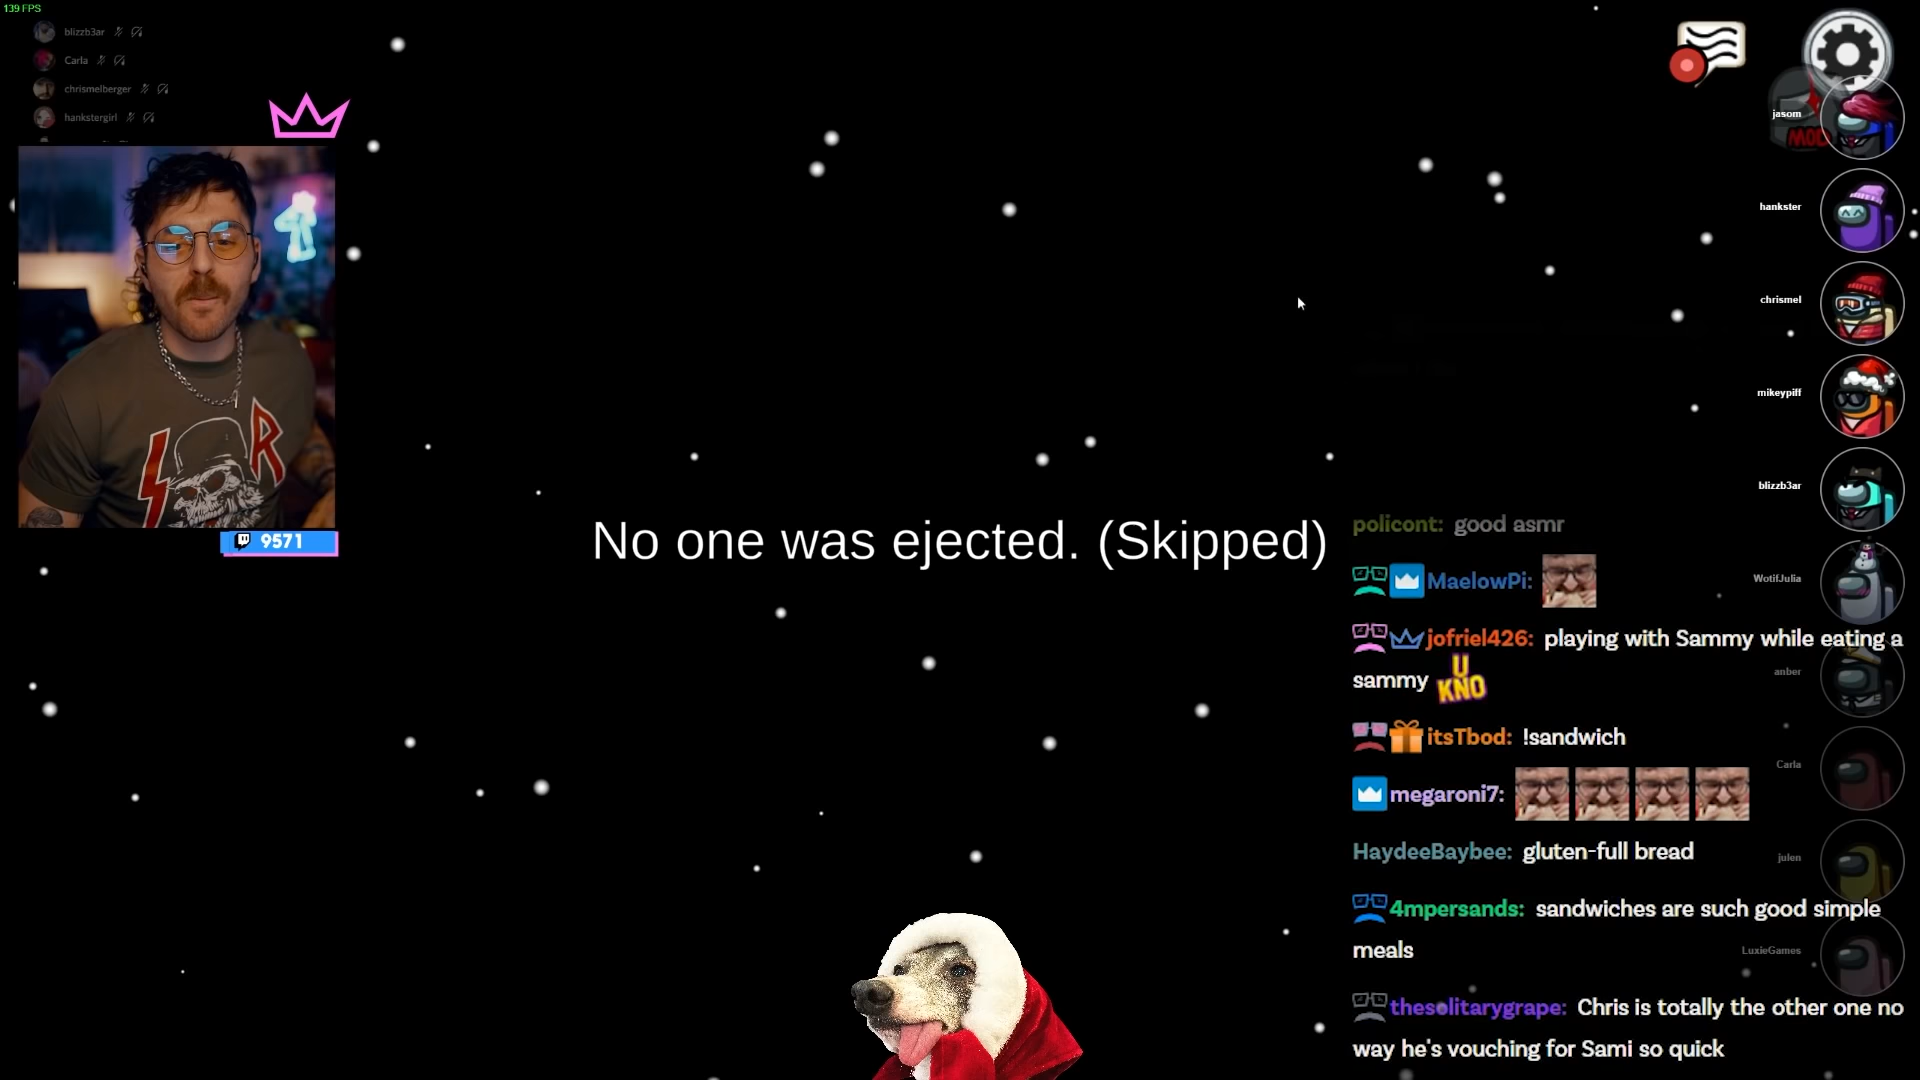 139 FPS
blizzb3ar
Carla
chrismelberger
hankstergirl
9571
No one was ejected. (Skipped)
MOD
jasom
hankster
chrismel
mikeypiff
blizzb3ar
WotifJulia
anber
Carla
julen
LuxieGames
policont: good asmr
MaelowPi:
jofriel426: playing with Sammy while eating a
sammy U KNO
itsTbod: !sandwich
megaroni7:
HaydeeBaybee: gluten-full bread
4mpersands: sandwiches are such good simple
meals
thesolitarygrape: Chris is totally the other one no
way he's vouching for Sami so quick